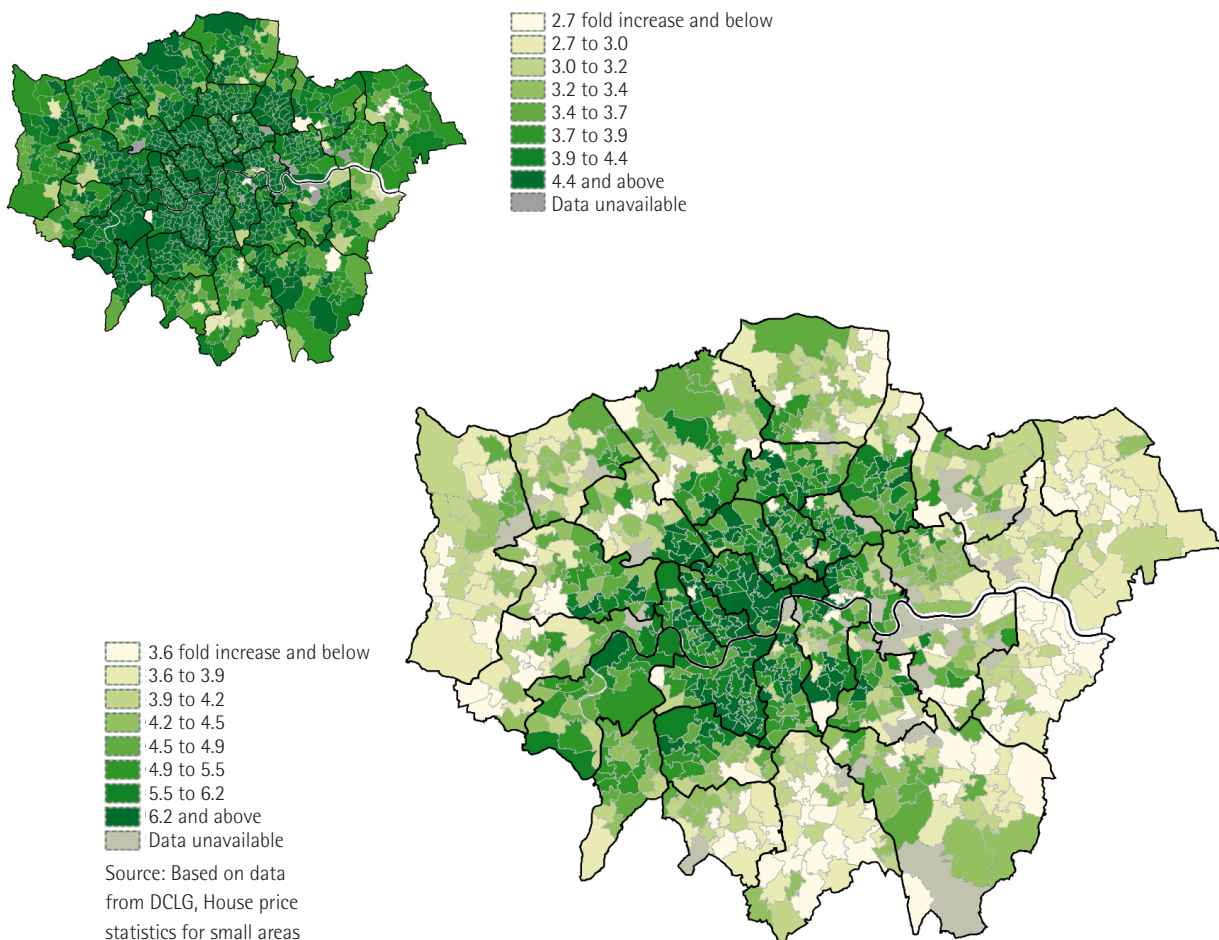 2.7 fold increase and below
2.7 to 3.0
3.0 to 3.2
3.2 to 3.4
3.4 to 3.7
3.7 to 3.9
3.9 to 4.4
4.4 and above
Data unavailable
3.6 fold increase and below
3.6 to 3.9
3.9 to 4.2
4.2 to 4.5
4.5 to 4.9
4.9 to 5.5
5.5 to 6.2
6.2 and above
Data unavailable
Source: Based on data
from DCLG, House price
statistics for small areas